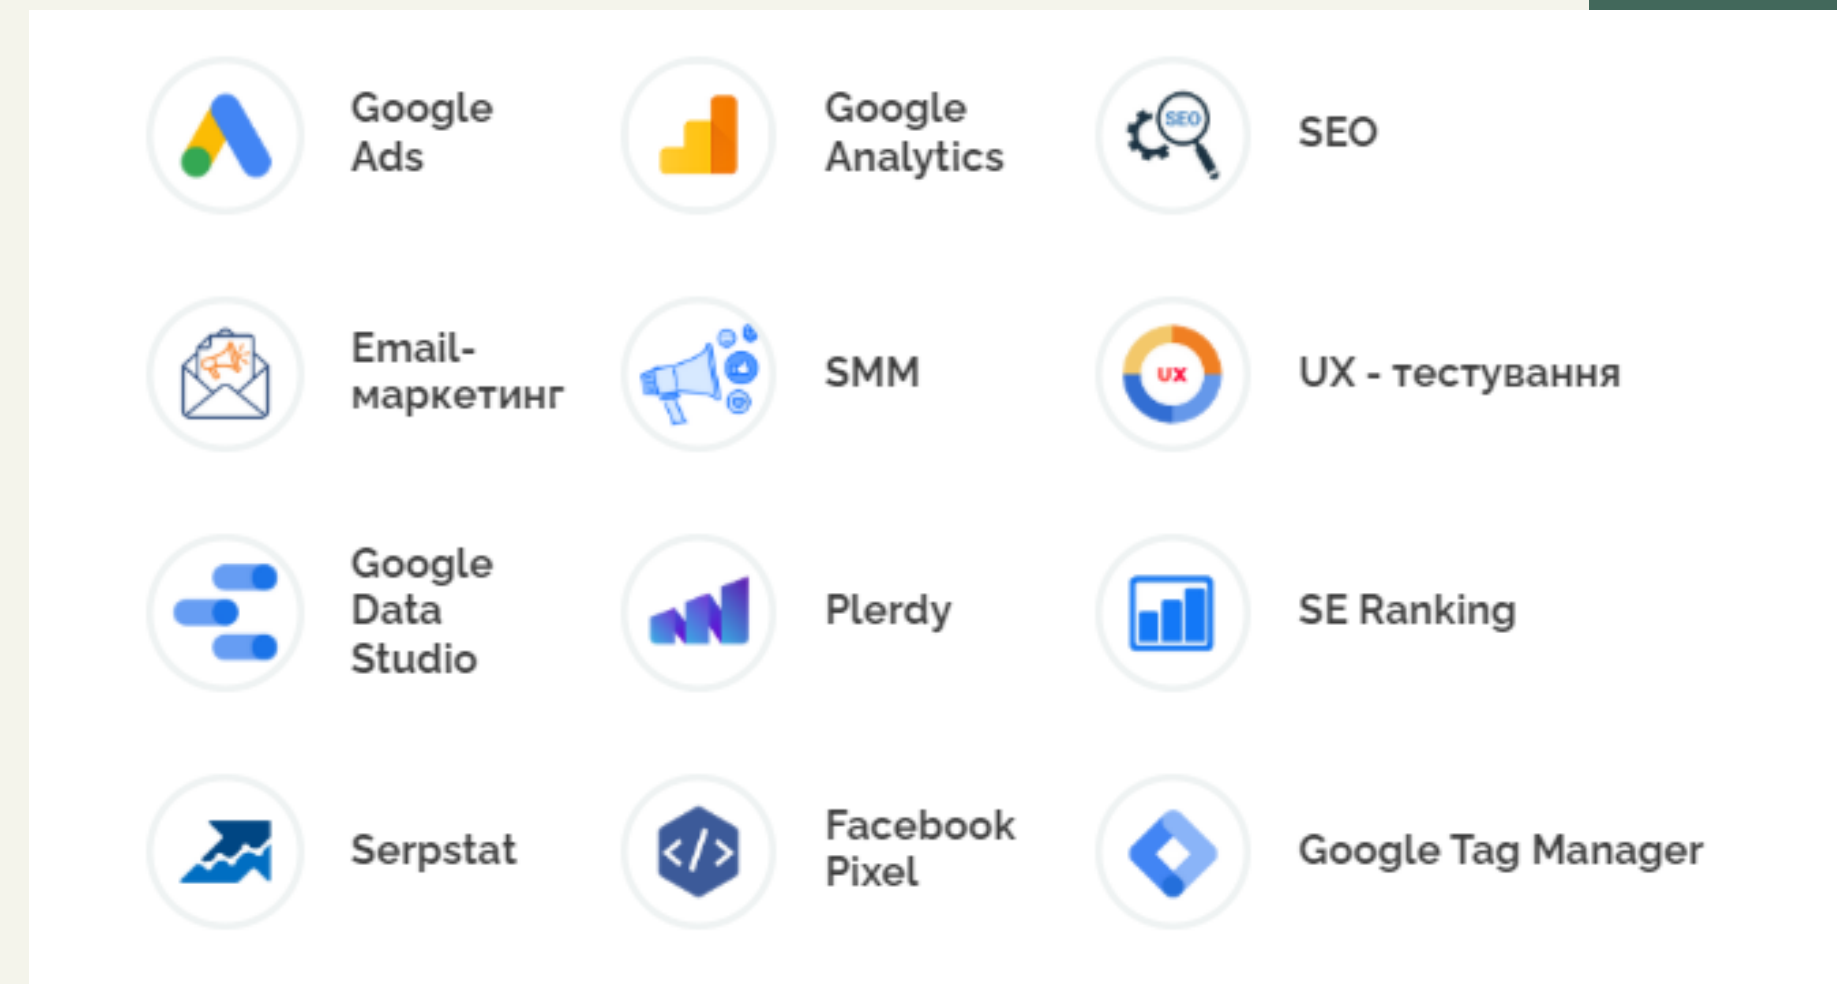 Google
Ads
Google
Analytics
SEO
SEO
Email-
маркетинг
SMM
UX
UX - тестування
Google
Data
Studio
Plerdy
SE Ranking
Serpstat
</>
Facebook
Pixel
Google Tag Manager